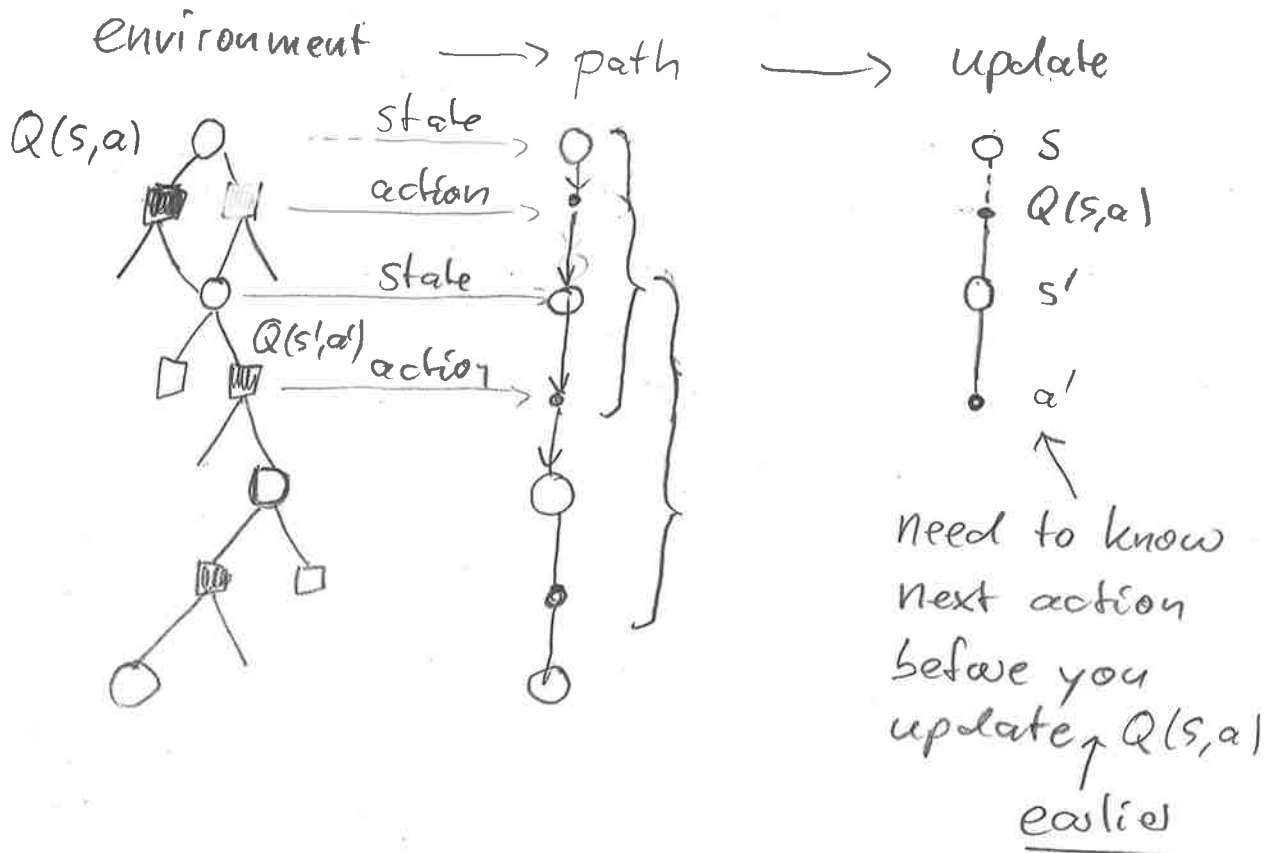 environment → path → update
Q(s,a)
state
action
state
Q(s',a')
action
s
Q(s,a)
s'
a'
need to know
next action
before you
update ↑ Q(s,a)
earlier